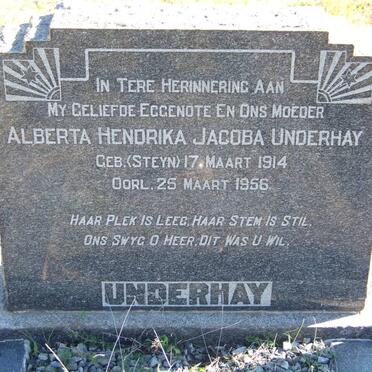 IN TERE HERINNERING AAN
MY GELIEFDE EGGENOTE EN ONS MOEDER
ALBERTA HENDRIKA JACOBA UNDERHAY
GEB. (STEYN) 17 MAART 1914
OORL. 25 MAART 1956
HAAR PLEK IS LEEG, HAAR STEM IS STIL.
ONS SWYG O HEER, DIT WAS U WIL.
UNDERHAY